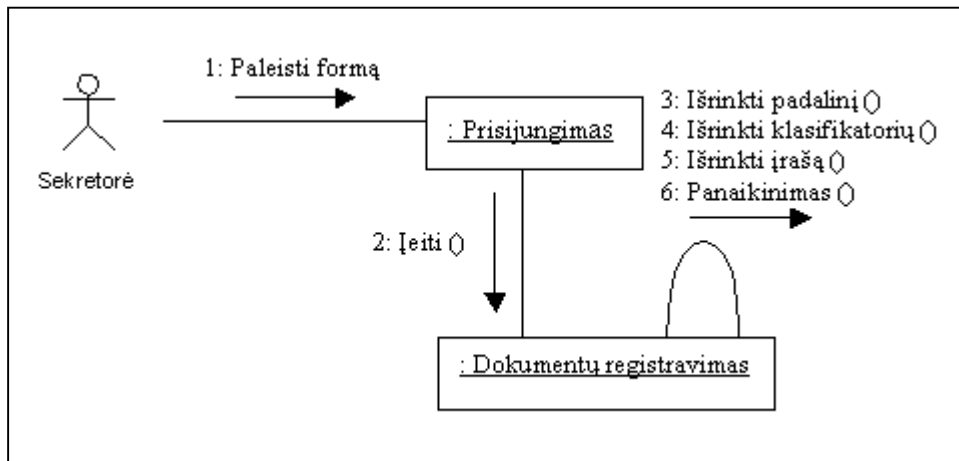 1: Paleisti formą
Sekretorė
: Prisijungimas
3: Išrinkti padalinį ()
4: Išrinkti klasifikatorių ()
5: Išrinkti įrašą ()
6: Panaikinimas ()
2: Įeiti ()
: Dokumentų registravimas